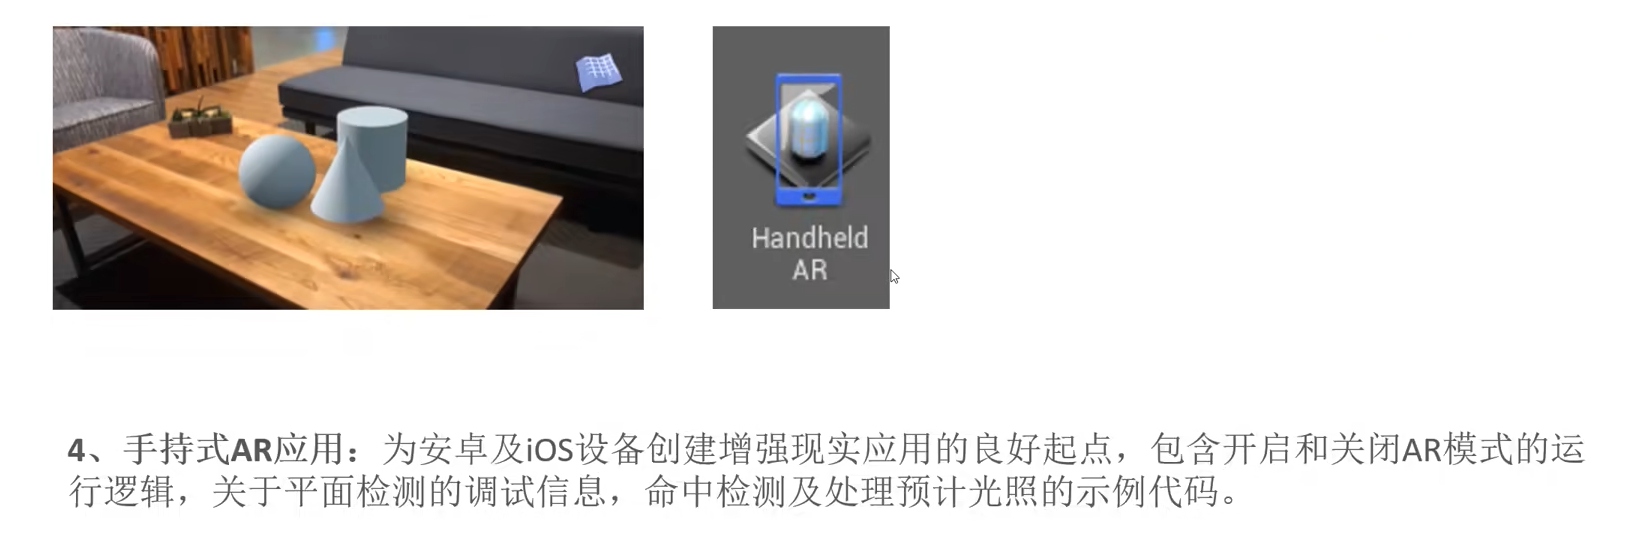 Handheld
AR
4、手持式AR应用：为安卓及iOS设备创建增强现实应用的良好起点，包含开启和关闭AR模式的运
行逻辑，关于平面检测的调试信息，命中检测及处理预计光照的示例代码。